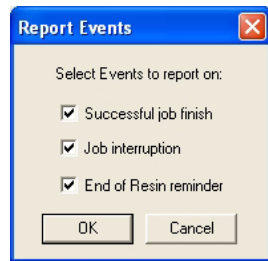 Report Events
Select Events to report on:
Successful job finish
Job interruption
End of Resin reminder
OK
Cancel